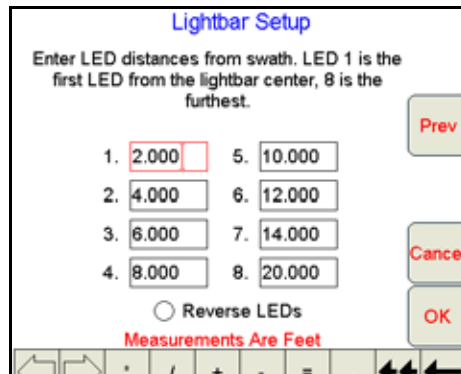 Lightbar Setup
Enter LED distances from swath. LED 1 is the
first LED from the lightbar center, 8 is the
furthest.
Prev
1. 2.000 5. 10.000
2. 4.000 6. 12.000
3. 6.000 7. 14.000
4. 8.000 8. 20.000
Cance
Reverse LEDs
OK
Measurements Are Feet